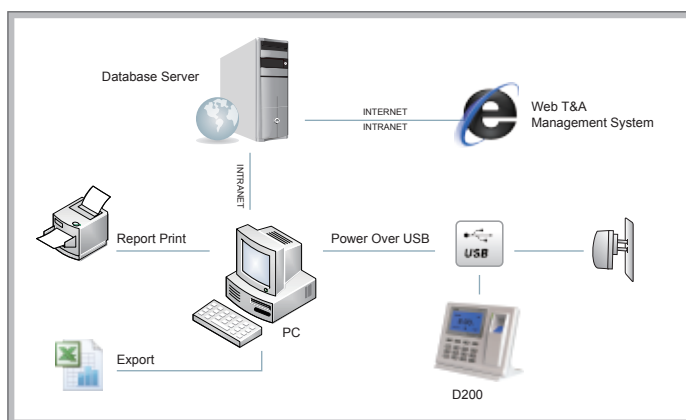 Database Server
INTERNET
INTRANET
Web T&A
Management System
INTRANET
Report Print
Power Over USB
USB
PC
Export
D200